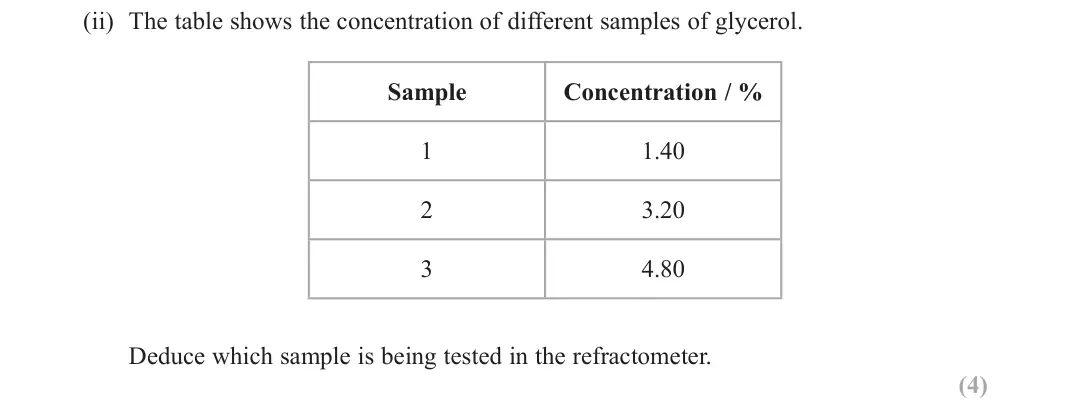 (ii) The table shows the concentration of different samples of glycerol.
Sample Concentration / %
1 1.40
2 3.20
3 4.80
Deduce which sample is being tested in the refractometer.
(4)